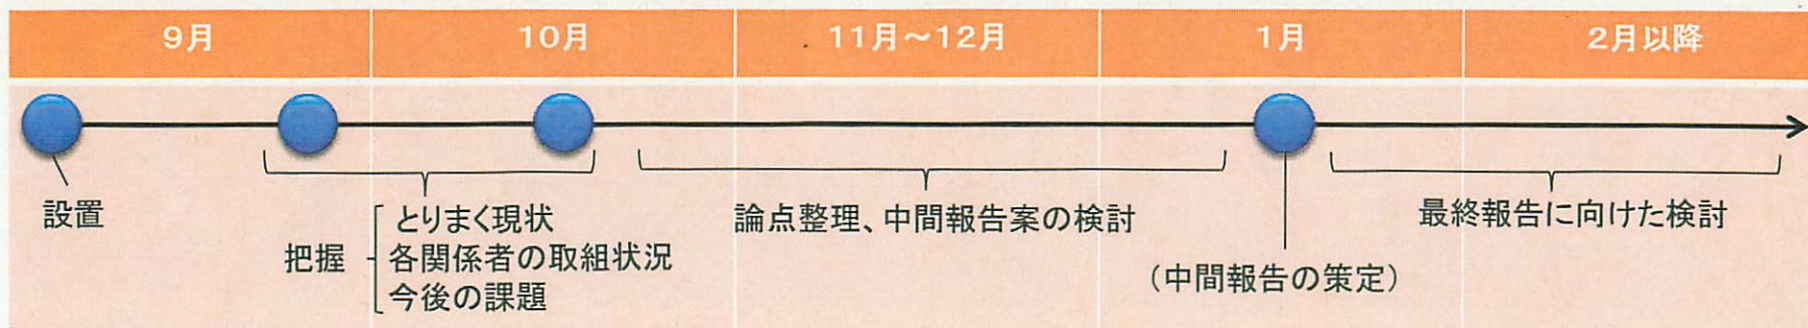 9月
10月
11月～12月
1月
2月以降
設置
把握
とりまく現状
各関係者の取組状況
今後の課題
論点整理、中間報告案の検討
（中間報告の策定）
最終報告に向けた検討